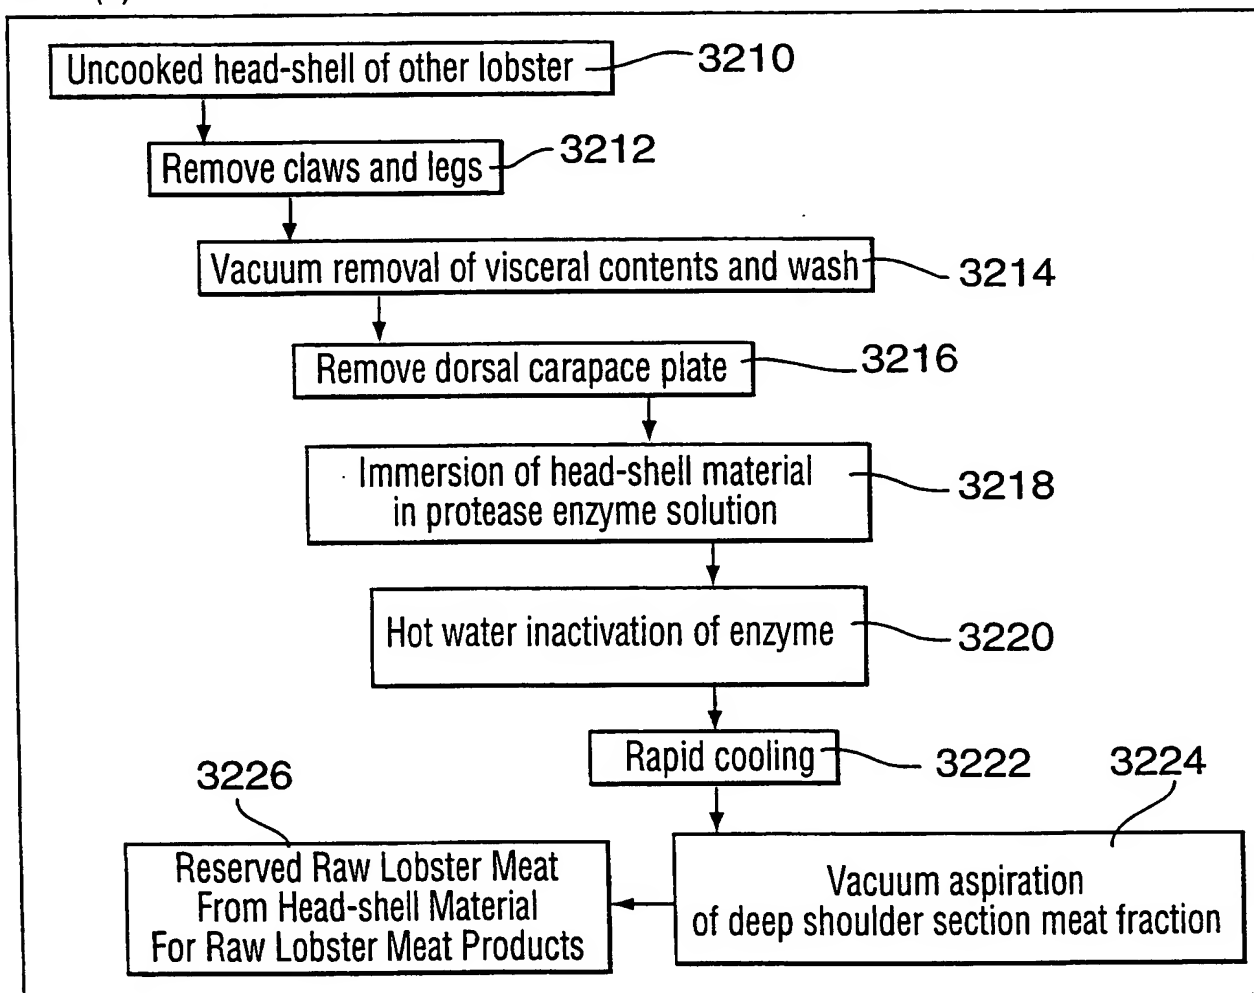 Uncooked head-shell of other lobster
3210
Remove claws and legs
3212
Vacuum removal of visceral contents and wash
3214
Remove dorsal carapace plate
3216
Immersion of head-shell material
in protease enzyme solution
3218
Hot water inactivation of enzyme
3220
Rapid cooling
3222
3224
Vacuum aspiration
of deep shoulder section meat fraction
3226
Reserved Raw Lobster Meat
From Head-shell Material
For Raw Lobster Meat Products